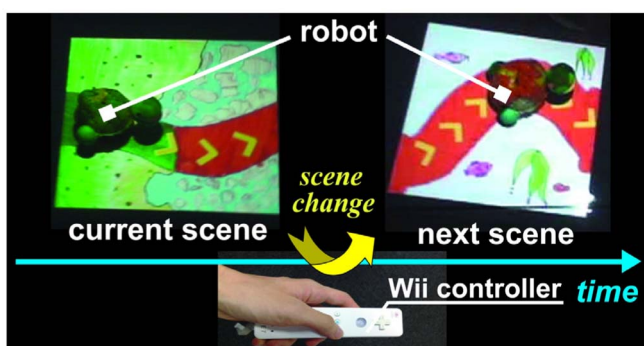 robot
current scene
scene
change
next scene
Wii controller
time